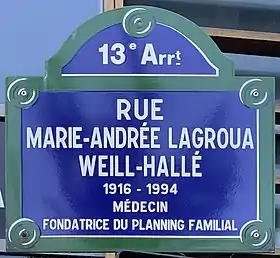 13e Arrt
RUE
MARIE-ANDRÉE LAGROUA
WEILL-HALLÉ
1916 - 1994
MÉDECIN
FONDATRICE DU PLANNING FAMILIAL